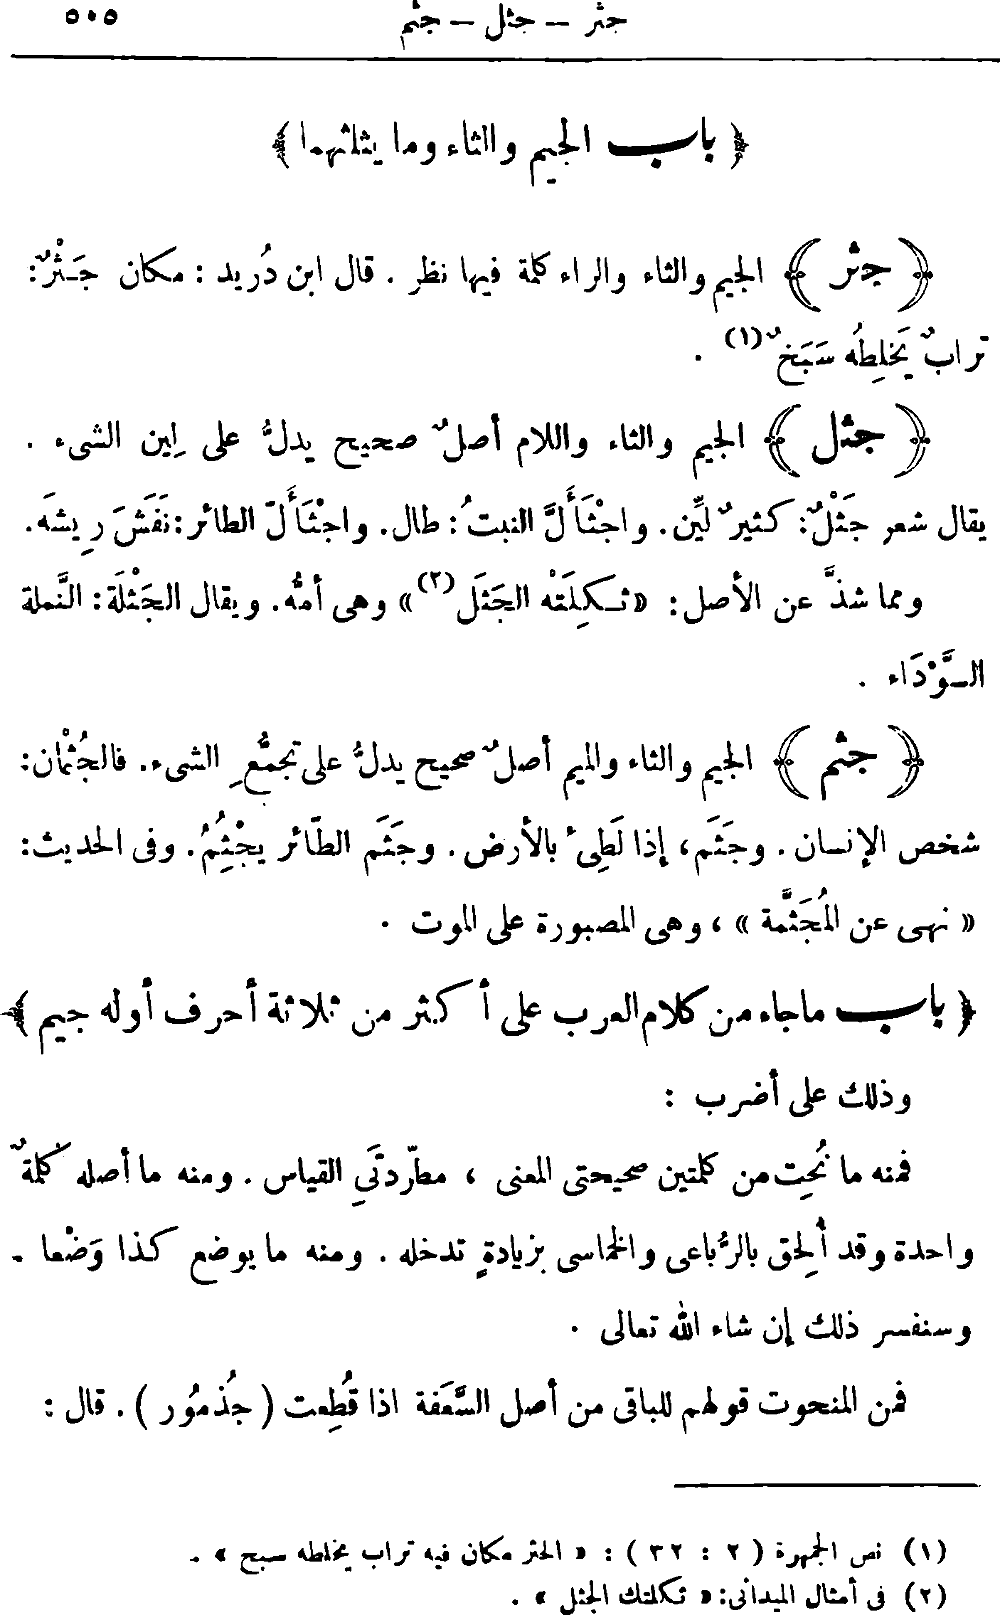 جثر — جثل — جثم ٥٠٥
﴿ باب الجيم والثاء وما يثلثهما ﴾
﴿ جثر ﴾ الجيم والثاء والراء كلمة فيها نظر . قال ابن دُريد : مكان جَـثْرٌ:
ترابٌ يَخلِطُه سَبَخٌ(١) .
﴿ جثل ﴾ الجيم والثاء واللام أصلٌ صحيح يدلُّ على لِين الشىء .
يقال شعر جَثْلٌ: كثيرٌ ليِّن. واجْثَأَلَّ النبتُ: طال. واجْثَأَلّ الطائر: نَفَشَ رِيشَه.
ومما شذَّ عن الأصل: «ثـكِلَتْه الجَثَل(٢)» وهى أمُّه. ويقال الجَثْلَة: النَّملة
السَّوْدَاء .
﴿ جثم ﴾ الجيم والثاء والميم أصلٌ صحيح يدلُّ على تجمُّعِ الشىء. فالجُثْمان:
شخص الإنسان . وجَثَم، إذا لَطِىُ بالأرض. وجَثَم الطّائر يجْثِمُ. وفى الحديث:
« نهى عن المُجَثَّمة » ، وهى المصبورة على الموت .
﴿ باب ماجاء من كلام العرب على أكثر من ثلاثة أحرف أوله جيم ﴾
وذلك على أضرب :
فمنه ما نُحِت من كلمتين صحيحتى المعنى ، مطّردتَىِ القياس . ومنه ما أصله كلمةٌ
واحدة وقد أُلحِق بالرُّباعى والخماسى بزيادةٍ تدخله . ومنه ما يوضع كذا وَضْعا .
وسنفسر ذلك إن شاء الله تعالى .
فمن المنحوت قولهم للباقى من أصل السَّعَفة اذا قُطِعت ( جُذمُور ) . قال :
(١) نص الجمهرة ( ٢ : ٣٢ ) : « الجثر مكان فيه تراب يخلطه سبح » .
(٢) فى أمثال الميدانى: « ثكلتك الجثل » .